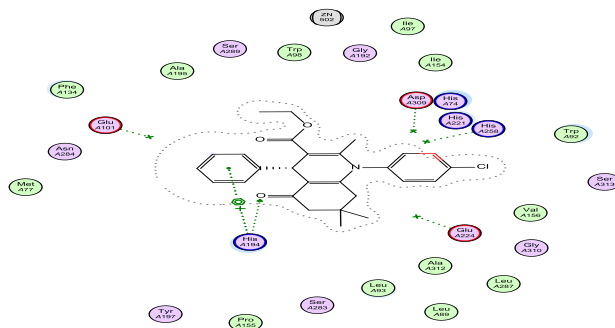 ZN
502
Ile
A97
Ser
A289
Trp
A98
Gly
A192
Ile
A154
Ala
A195
Phe
A134
Glu
A101
Asn
A284
Met
A77
Asp
A309
His
A74
His
A221
His
A258
Trp
A92
Ser
A313
Val
A156
Gly
A310
Glu
A224
Leu
A287
Ala
A312
Leu
A93
Leu
A89
Ser
A283
Pro
A155
Tyr
A197
His
A194
O
O
O
N
Cl